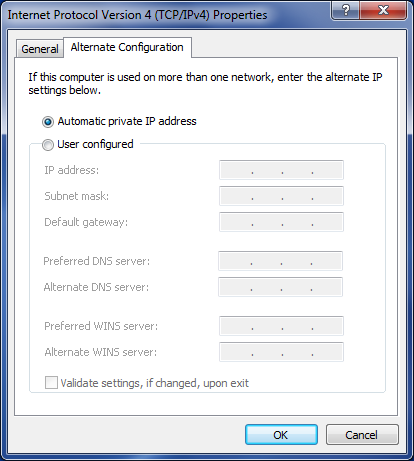 Internet Protocol Version 4 (TCP/IPv4) Properties
General
Alternate Configuration
If this computer is used on more than one network, enter the alternate IP
settings below.
Automatic private IP address
User configured
IP address:
Subnet mask:
Default gateway:
Preferred DNS server:
Alternate DNS server:
Preferred WINS server:
Alternate WINS server:
Validate settings, if changed, upon exit
OK
Cancel